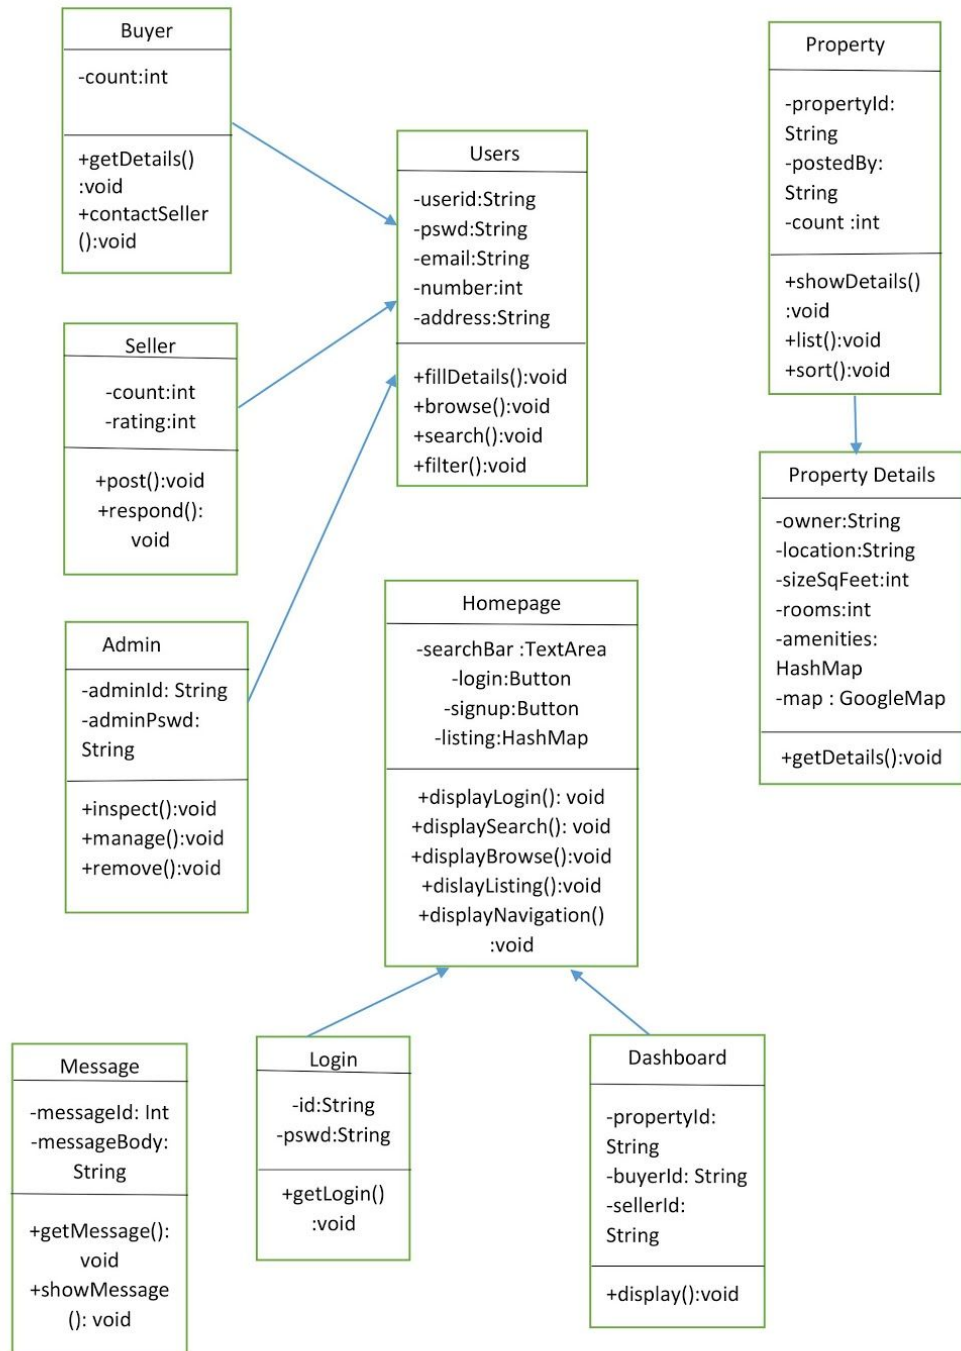 Buyer
-count:int
+getDetails()
:void
+contactSeller
():void
Users
-userid:String
-pswd:String
-email:String
-number:int
-address:String
+fillDetails():void
+browse():void
+search():void
+filter():void
Property
-propertyId:
String
-postedBy:
String
-count :int
+showDetails()
:void
+list():void
+sort():void
Seller
-count:int
-rating:int
+post():void
+respond():
void
Property Details
-owner:String
-location:String
-sizeSqFeet:int
-rooms:int
-amenities:
HashMap
-map : GoogleMap
+getDetails():void
Admin
-adminId: String
-adminPswd:
String
+inspect():void
+manage():void
+remove():void
Homepage
-searchBar :TextArea
-login:Button
-signup:Button
-listing:HashMap
+displayLogin(): void
+displaySearch(): void
+displayBrowse():void
+dislayListing():void
+displayNavigation()
:void
Message
-messageId: Int
-messageBody:
String
+getMessage():
void
+showMessage
(): void
Login
-id:String
-pswd:String
+getLogin()
:void
Dashboard
-propertyId:
String
-buyerId: String
-sellerId:
String
+display():void